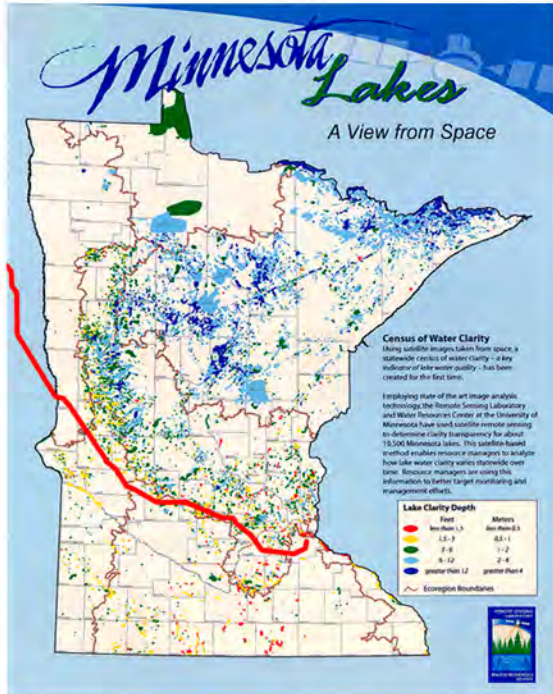 Minnesota
Lakes
A View from Space
Census of Water Clarity
Using satellite images taken from space, a
statewide census of water clarity – a key
indicator of lake water quality – has been
created for the first time.
Employing state of the art image analysis
technology, the Remote Sensing Laboratory
and Water Resources Center at the University of
Minnesota have used satellite remote sensing
to determine clarity transparency for about
10,500 Minnesota lakes. This satellite-based
method enables resource managers to analyze
how lake water clarity varies statewide over
time. Resource managers are using this
information to better target monitoring and
management efforts.
Lake Clarity Depth
Feet Meters
less than 1.5 less than 0.5
1.5 - 3 0.5 - 1
3 - 6 1 - 2
6 - 12 2 - 4
greater than 12 greater than 4
Ecoregion Boundaries
REMOTE SENSING
LABORATORY